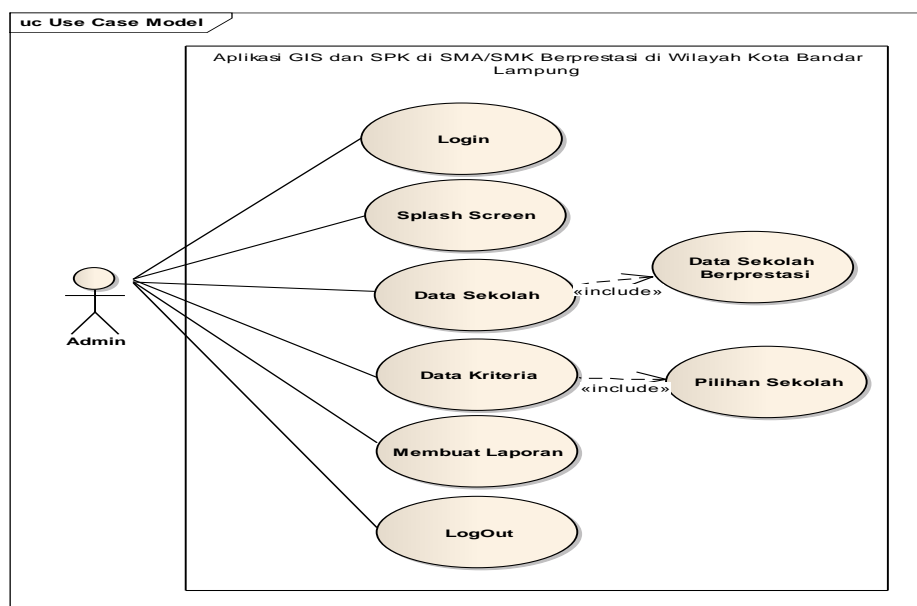 uc Use Case Model
Aplikasi GIS dan SPK di SMA/SMK Berprestasi di Wilayah Kota Bandar
Lampung
Login
Splash Screen
Data Sekolah
«include»
Data Sekolah
Berprestasi
Admin
Data Kriteria
«include»
Pilihan Sekolah
Membuat Laporan
LogOut